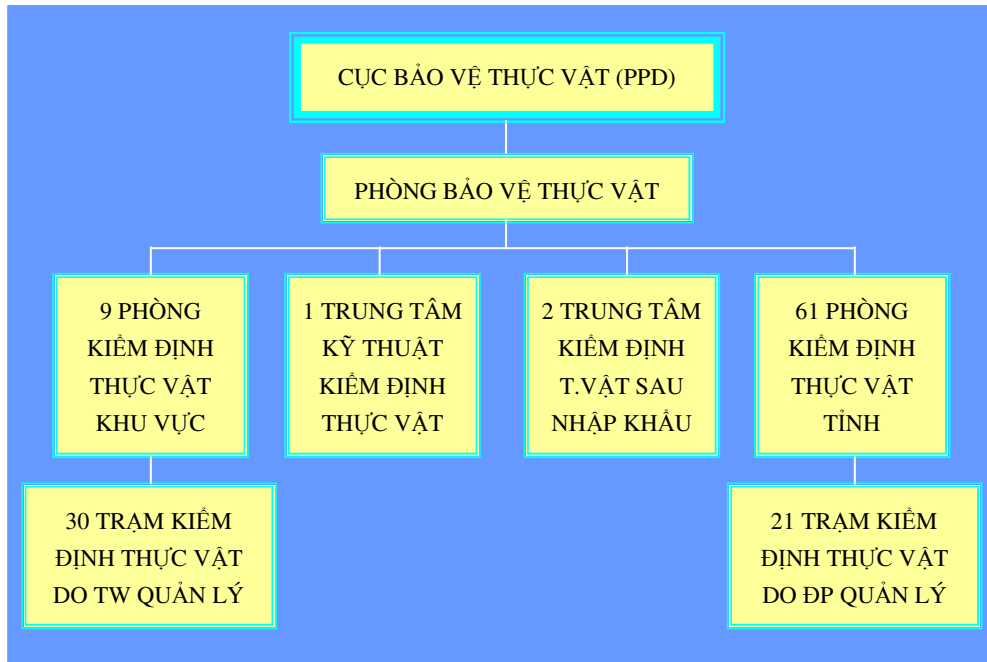 CỤC BẢO VỆ THỰC VẬT (PPD)
PHÒNG BẢO VỆ THỰC VẬT
9 PHÒNG
KIỂM ĐỊNH
THỰC VẬT
KHU VỰC
1 TRUNG TÂM
KỸ THUẬT
KIỂM ĐỊNH
THỰC VẬT
2 TRUNG TÂM
KIỂM ĐỊNH
T.VẬT SAU
NHẬP KHẨU
61 PHÒNG
KIỂM ĐỊNH
THỰC VẬT
TỈNH
30 TRẠM KIỂM
ĐỊNH THỰC VẬT
DO TW QUẢN LÝ
21 TRẠM KIỂM
ĐỊNH THỰC VẬT
DO ĐP QUẢN LÝ